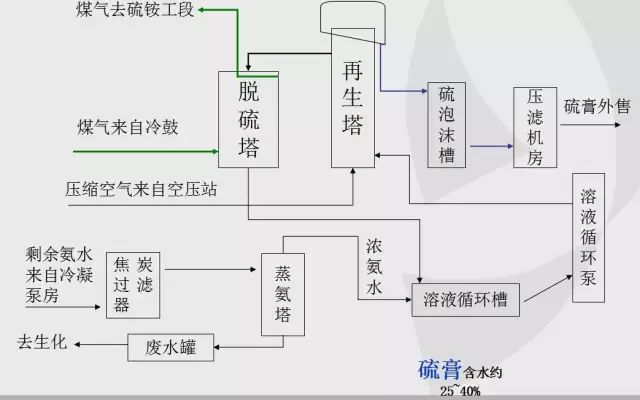 煤气去硫铵工段
脱硫塔
再生塔
硫泡沫槽
压滤机房
硫膏外售
煤气来自冷鼓
压缩空气来自空压站
溶液循环泵
剩余氨水
来自冷凝
泵房
焦炭
过滤
器
蒸氨塔
浓氨水
溶液循环槽
去生化
废水罐
硫膏含水约
25~40%